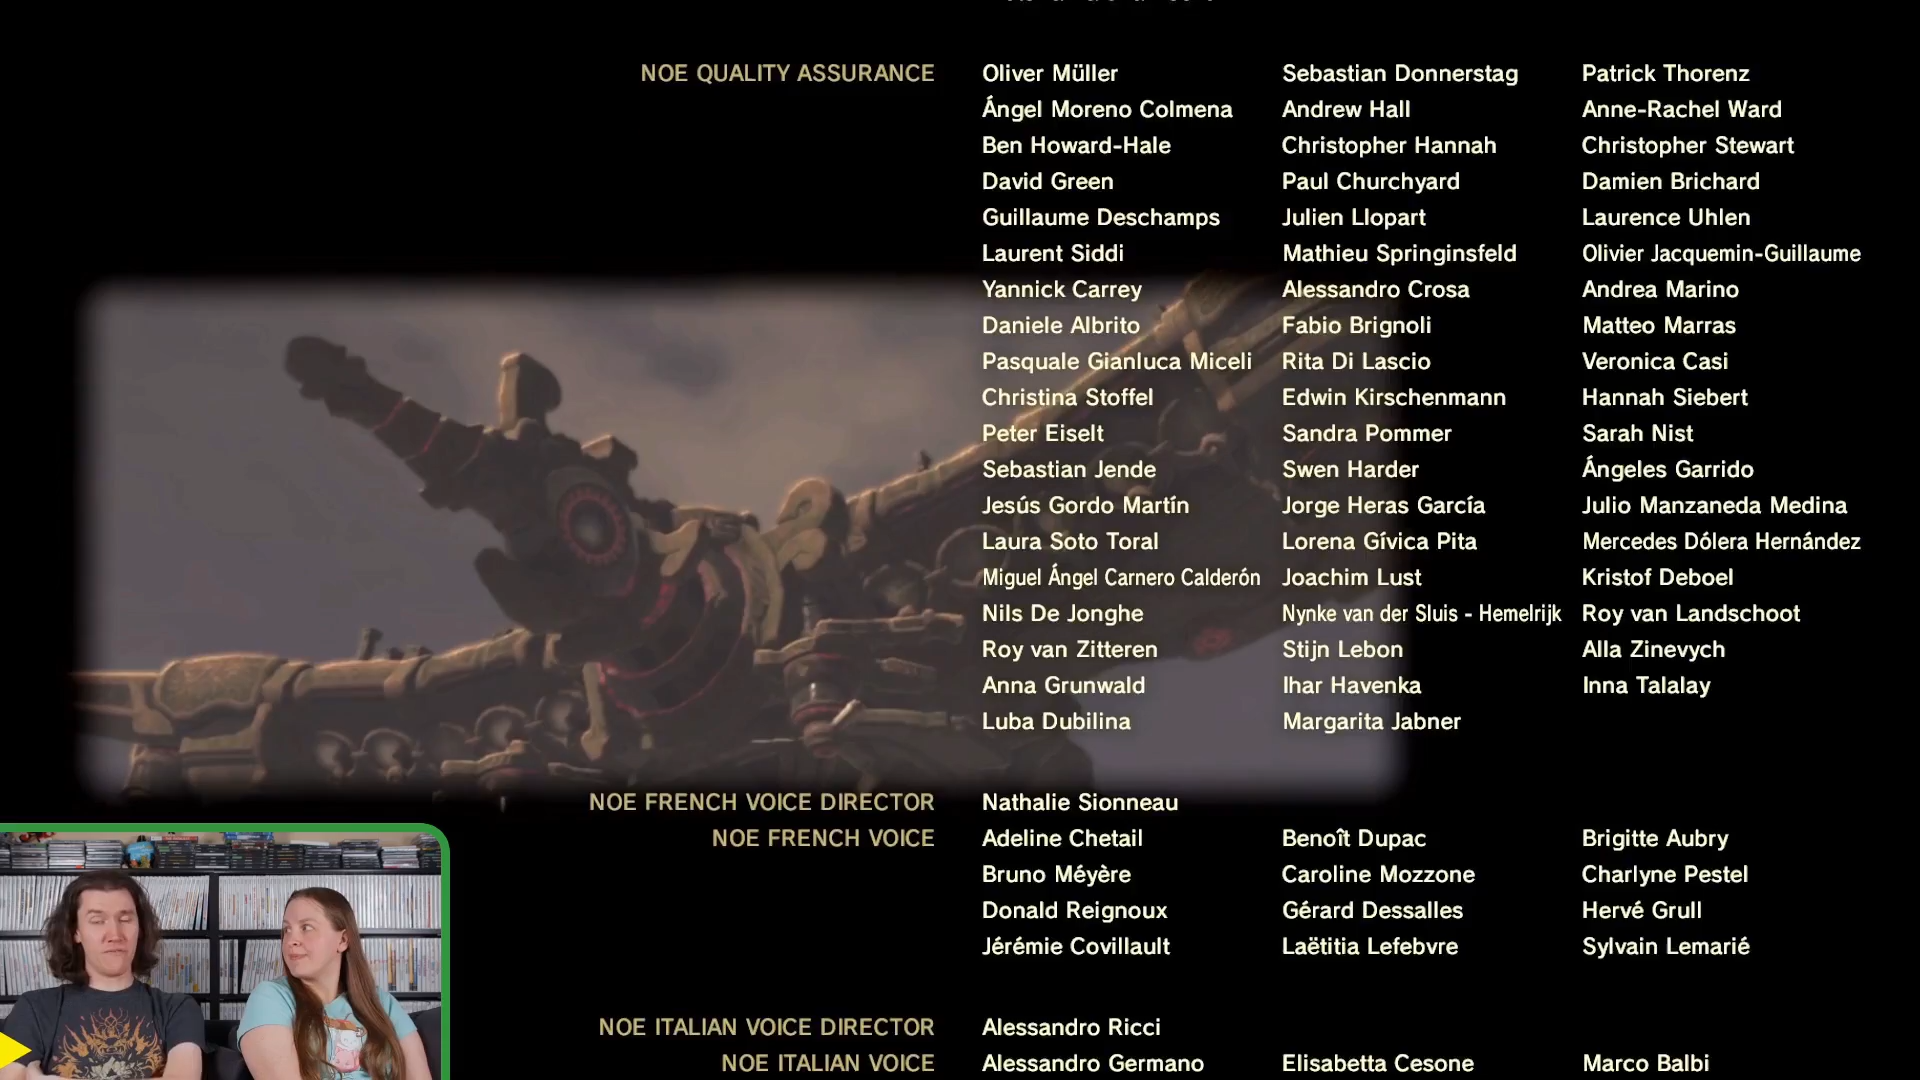 NOE QUALITY ASSURANCE Oliver Müller Sebastian Donnerstag Patrick Thorenz
Ángel Moreno Colmena Andrew Hall Anne-Rachel Ward
Ben Howard-Hale Christopher Hannah Christopher Stewart
David Green Paul Churchyard Damien Brichard
Guillaume Deschamps Julien Llopart Laurence Uhlen
Laurent Siddi Mathieu Springinsfeld Olivier Jacquemin-Guillaume
Yannick Carrey Alessandro Crosa Andrea Marino
Daniele Albrito Fabio Brignoli Matteo Marras
Pasquale Gianluca Miceli Rita Di Lascio Veronica Casi
Christina Stoffel Edwin Kirschenmann Hannah Siebert
Peter Eiselt Sandra Pommer Sarah Nist
Sebastian Jende Swen Harder Ángeles Garrido
Jesús Gordo Martín Jorge Heras García Julio Manzaneda Medina
Laura Soto Toral Lorena Gívica Pita Mercedes Dólera Hernández
Miguel Ángel Carnero Calderón Joachim Lust Kristof Deboel
Nils De Jonghe Nynke van der Sluis - Hemelrijk Roy van Landschoot
Roy van Zitteren Stijn Lebon Alla Zinevych
Anna Grunwald Ihar Havenka Inna Talalay
Luba Dubilina Margarita Jabner
NOE FRENCH VOICE DIRECTOR Nathalie Sionneau
NOE FRENCH VOICE Adeline Chetail Benoît Dupac Brigitte Aubry
Bruno Méyère Caroline Mozzone Charlyne Pestel
Donald Reignoux Gérard Dessalles Hervé Grull
Jérémie Covillault Laëtitia Lefebvre Sylvain Lemarié
NOE ITALIAN VOICE DIRECTOR Alessandro Ricci
NOE ITALIAN VOICE Alessandro Germano Elisabetta Cesone Marco Balbi